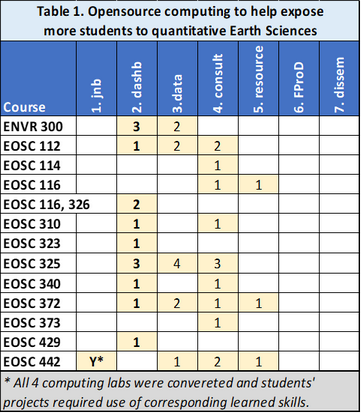 Table 1. Opensource computing to help expose
more students to quantitative Earth Sciences
Course 1. jnb 2. dashb 3.data 4. consult 5. resource 6. FProD 7. dissem
ENVR 300 3 2
EOSC 112 1 2 2
EOSC 114 1
EOSC 116 1 1
EOSC 116, 326 2
EOSC 310 1 1
EOSC 323 1
EOSC 325 3 4 3
EOSC 340 1 1
EOSC 372 1 2 1 1
EOSC 373 1
EOSC 429 1
EOSC 442 Y* 1 2 1
* All 4 computing labs were convereted and students'
projects required use of corresponding learned skills.